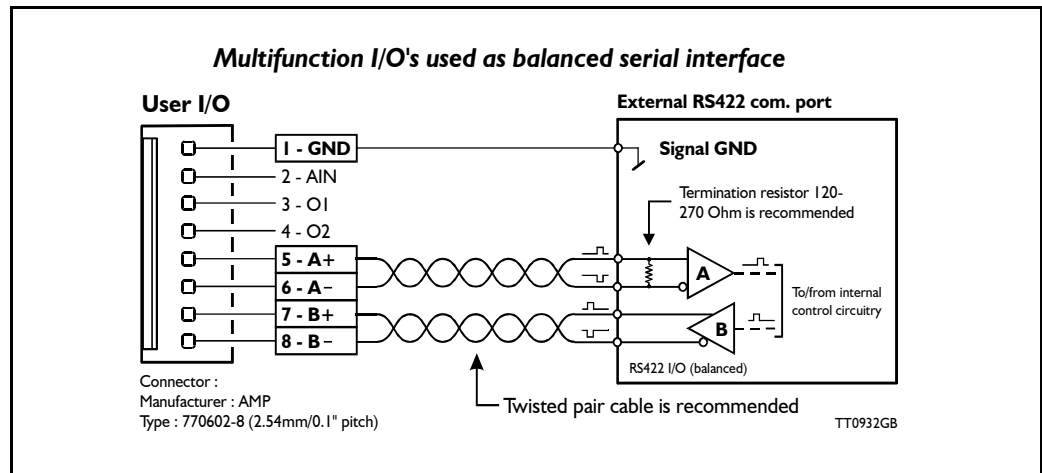 Multifunction I/O's used as balanced serial interface
User I/O
External RS422 com. port
1 - GND
2 - AIN
3 - O1
4 - O2
5 - A+
6 - A−
7 - B+
8 - B−
Signal GND
Termination resistor 120-
270 Ohm is recommended
A
B
To/from internal
control circuitry
RS422 I/O (balanced)
Connector :
Manufacturer : AMP
Type : 770602-8 (2.54mm/0.1" pitch)
Twisted pair cable is recommended
TT0932GB